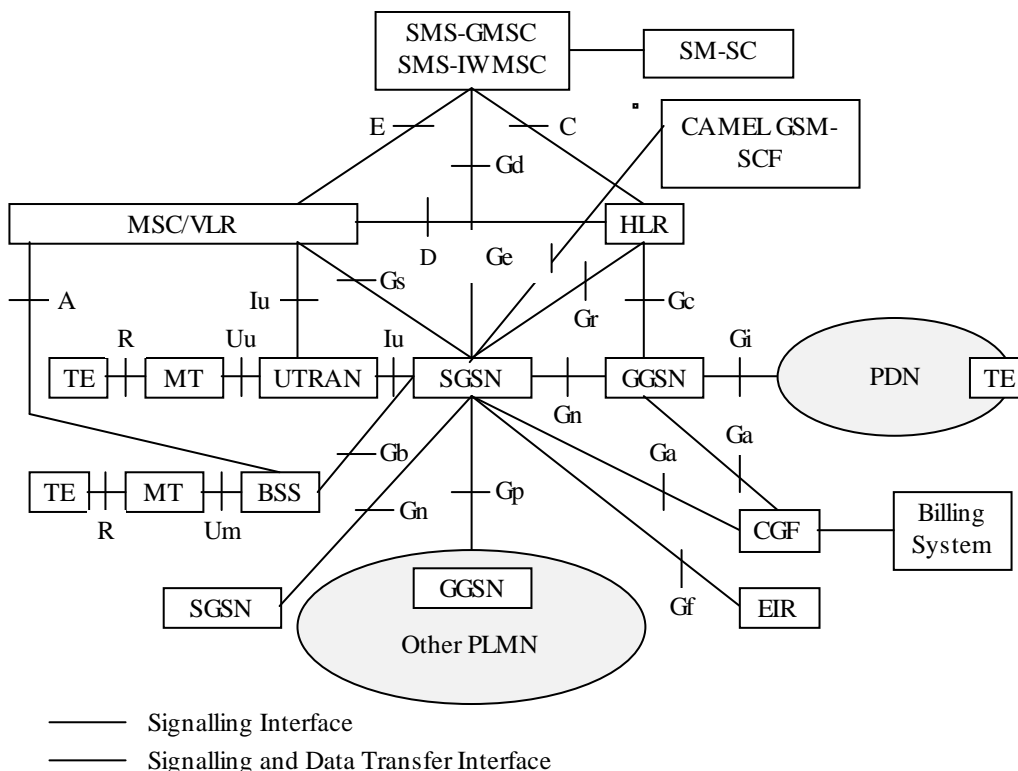 SMS-GMSC
SMS-IWMSC
SM-SC
E
C
CAMEL GSM-
SCF
Gd
MSC/VLR
HLR
D
Ge
Gs
A
Iu
Gr
Gc
R
Uu
Iu
Gi
TE
MT
UTRAN
SGSN
GGSN
PDN
TE
Gn
Gb
Ga
Ga
TE
MT
BSS
Gp
R
Um
Gn
CGF
Billing
System
SGSN
GGSN
Gf
EIR
Other PLMN
Signalling Interface
Signalling and Data Transfer Interface